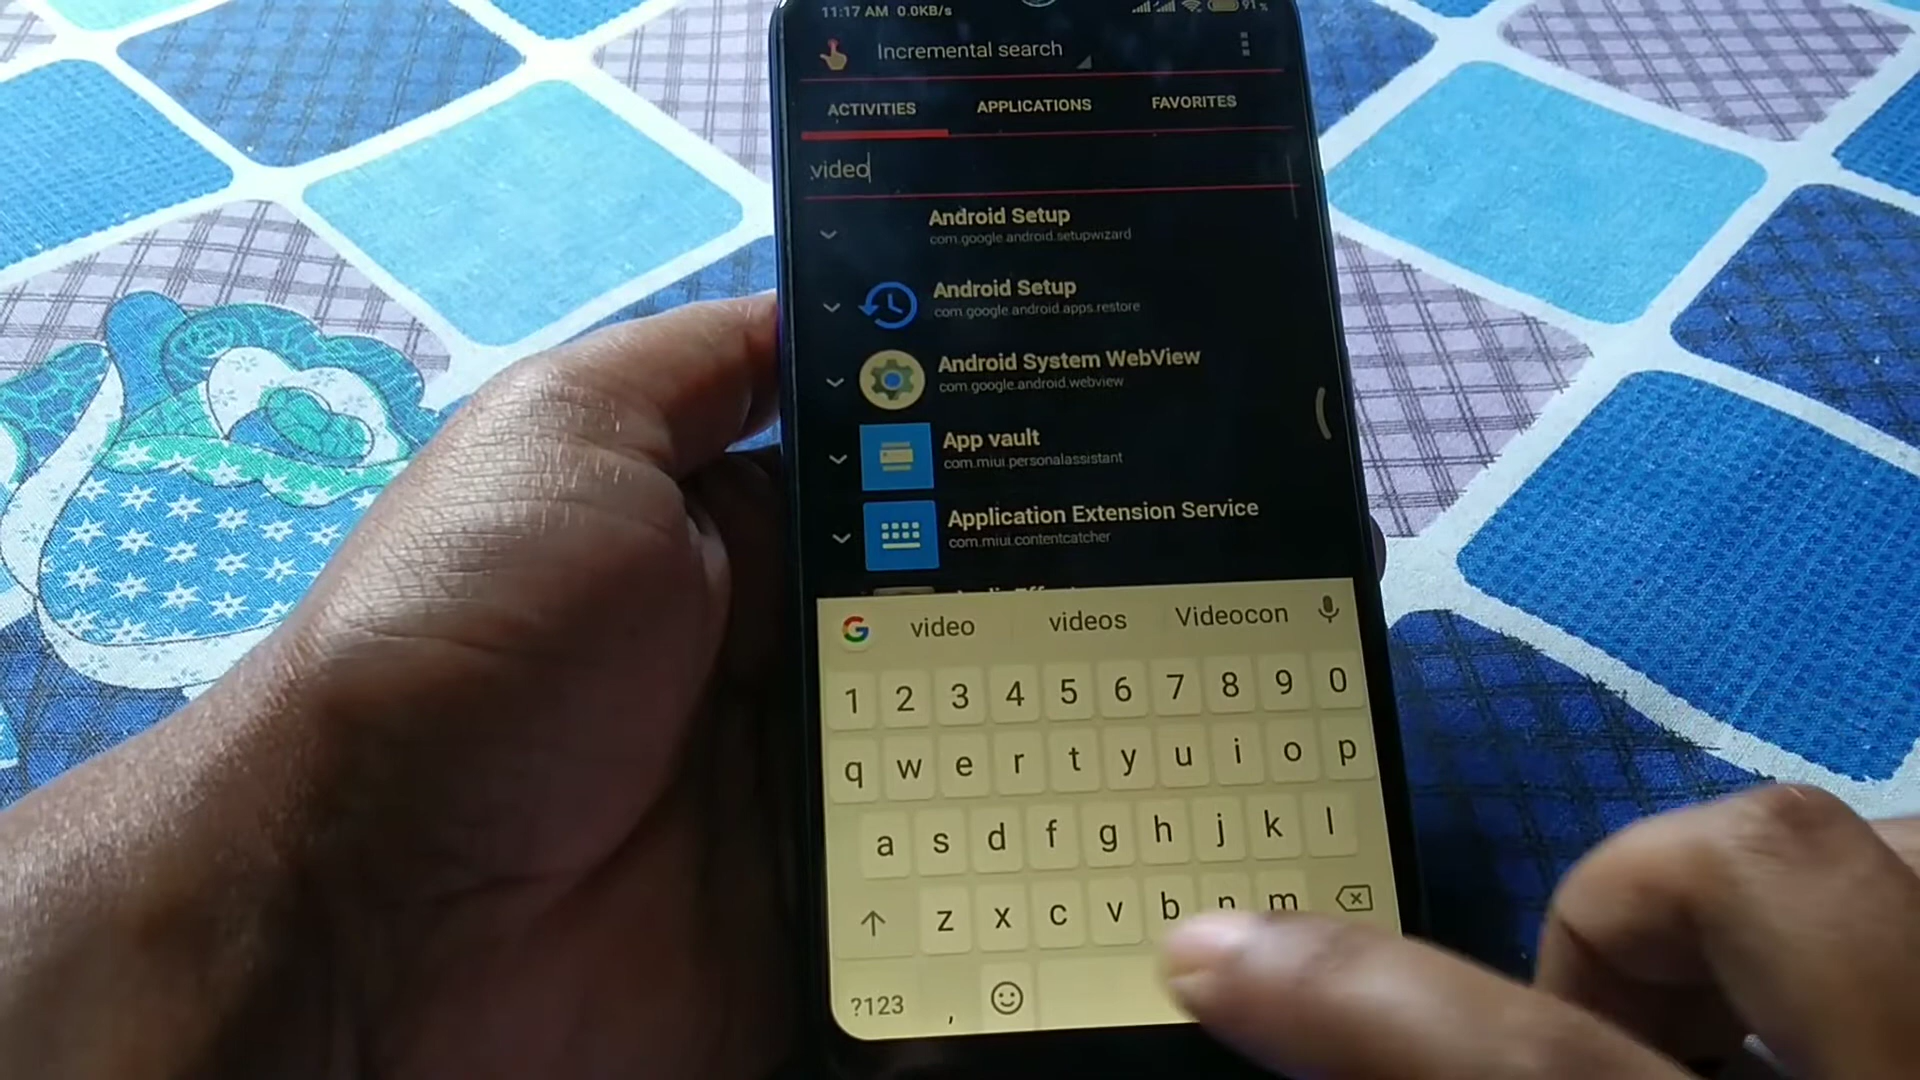 11:17 AM 0.0KB/s
91%
Incremental search
ACTIVITIES APPLICATIONS FAVORITES
video
Android Setup
com.google.android.setupwizard
Android Setup
com.google.android.apps.restore
Android System WebView
com.google.android.webview
App vault
com.miui.personalassistant
Application Extension Service
com.miui.contentcatcher
G video videos Videocon
1 2 3 4 5 6 7 8 9 0
q w e r t y u i o p
a s d f g h j k l
z x c v b n m
?123 ,